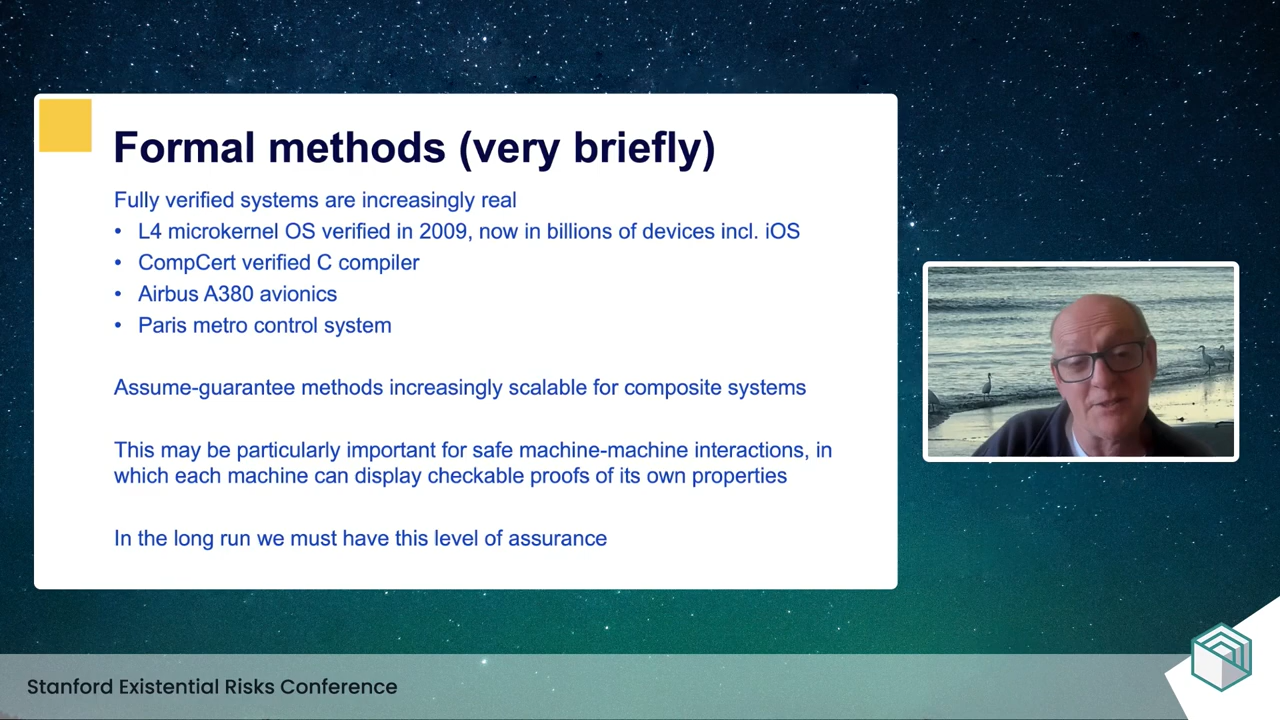 Formal methods (very briefly)
Fully verified systems are increasingly real
• L4 microkernel OS verified in 2009, now in billions of devices incl. iOS
• CompCert verified C compiler
• Airbus A380 avionics
• Paris metro control system
Assume-guarantee methods increasingly scalable for composite systems
This may be particularly important for safe machine-machine interactions, in
which each machine can display checkable proofs of its own properties
In the long run we must have this level of assurance
Stanford Existential Risks Conference